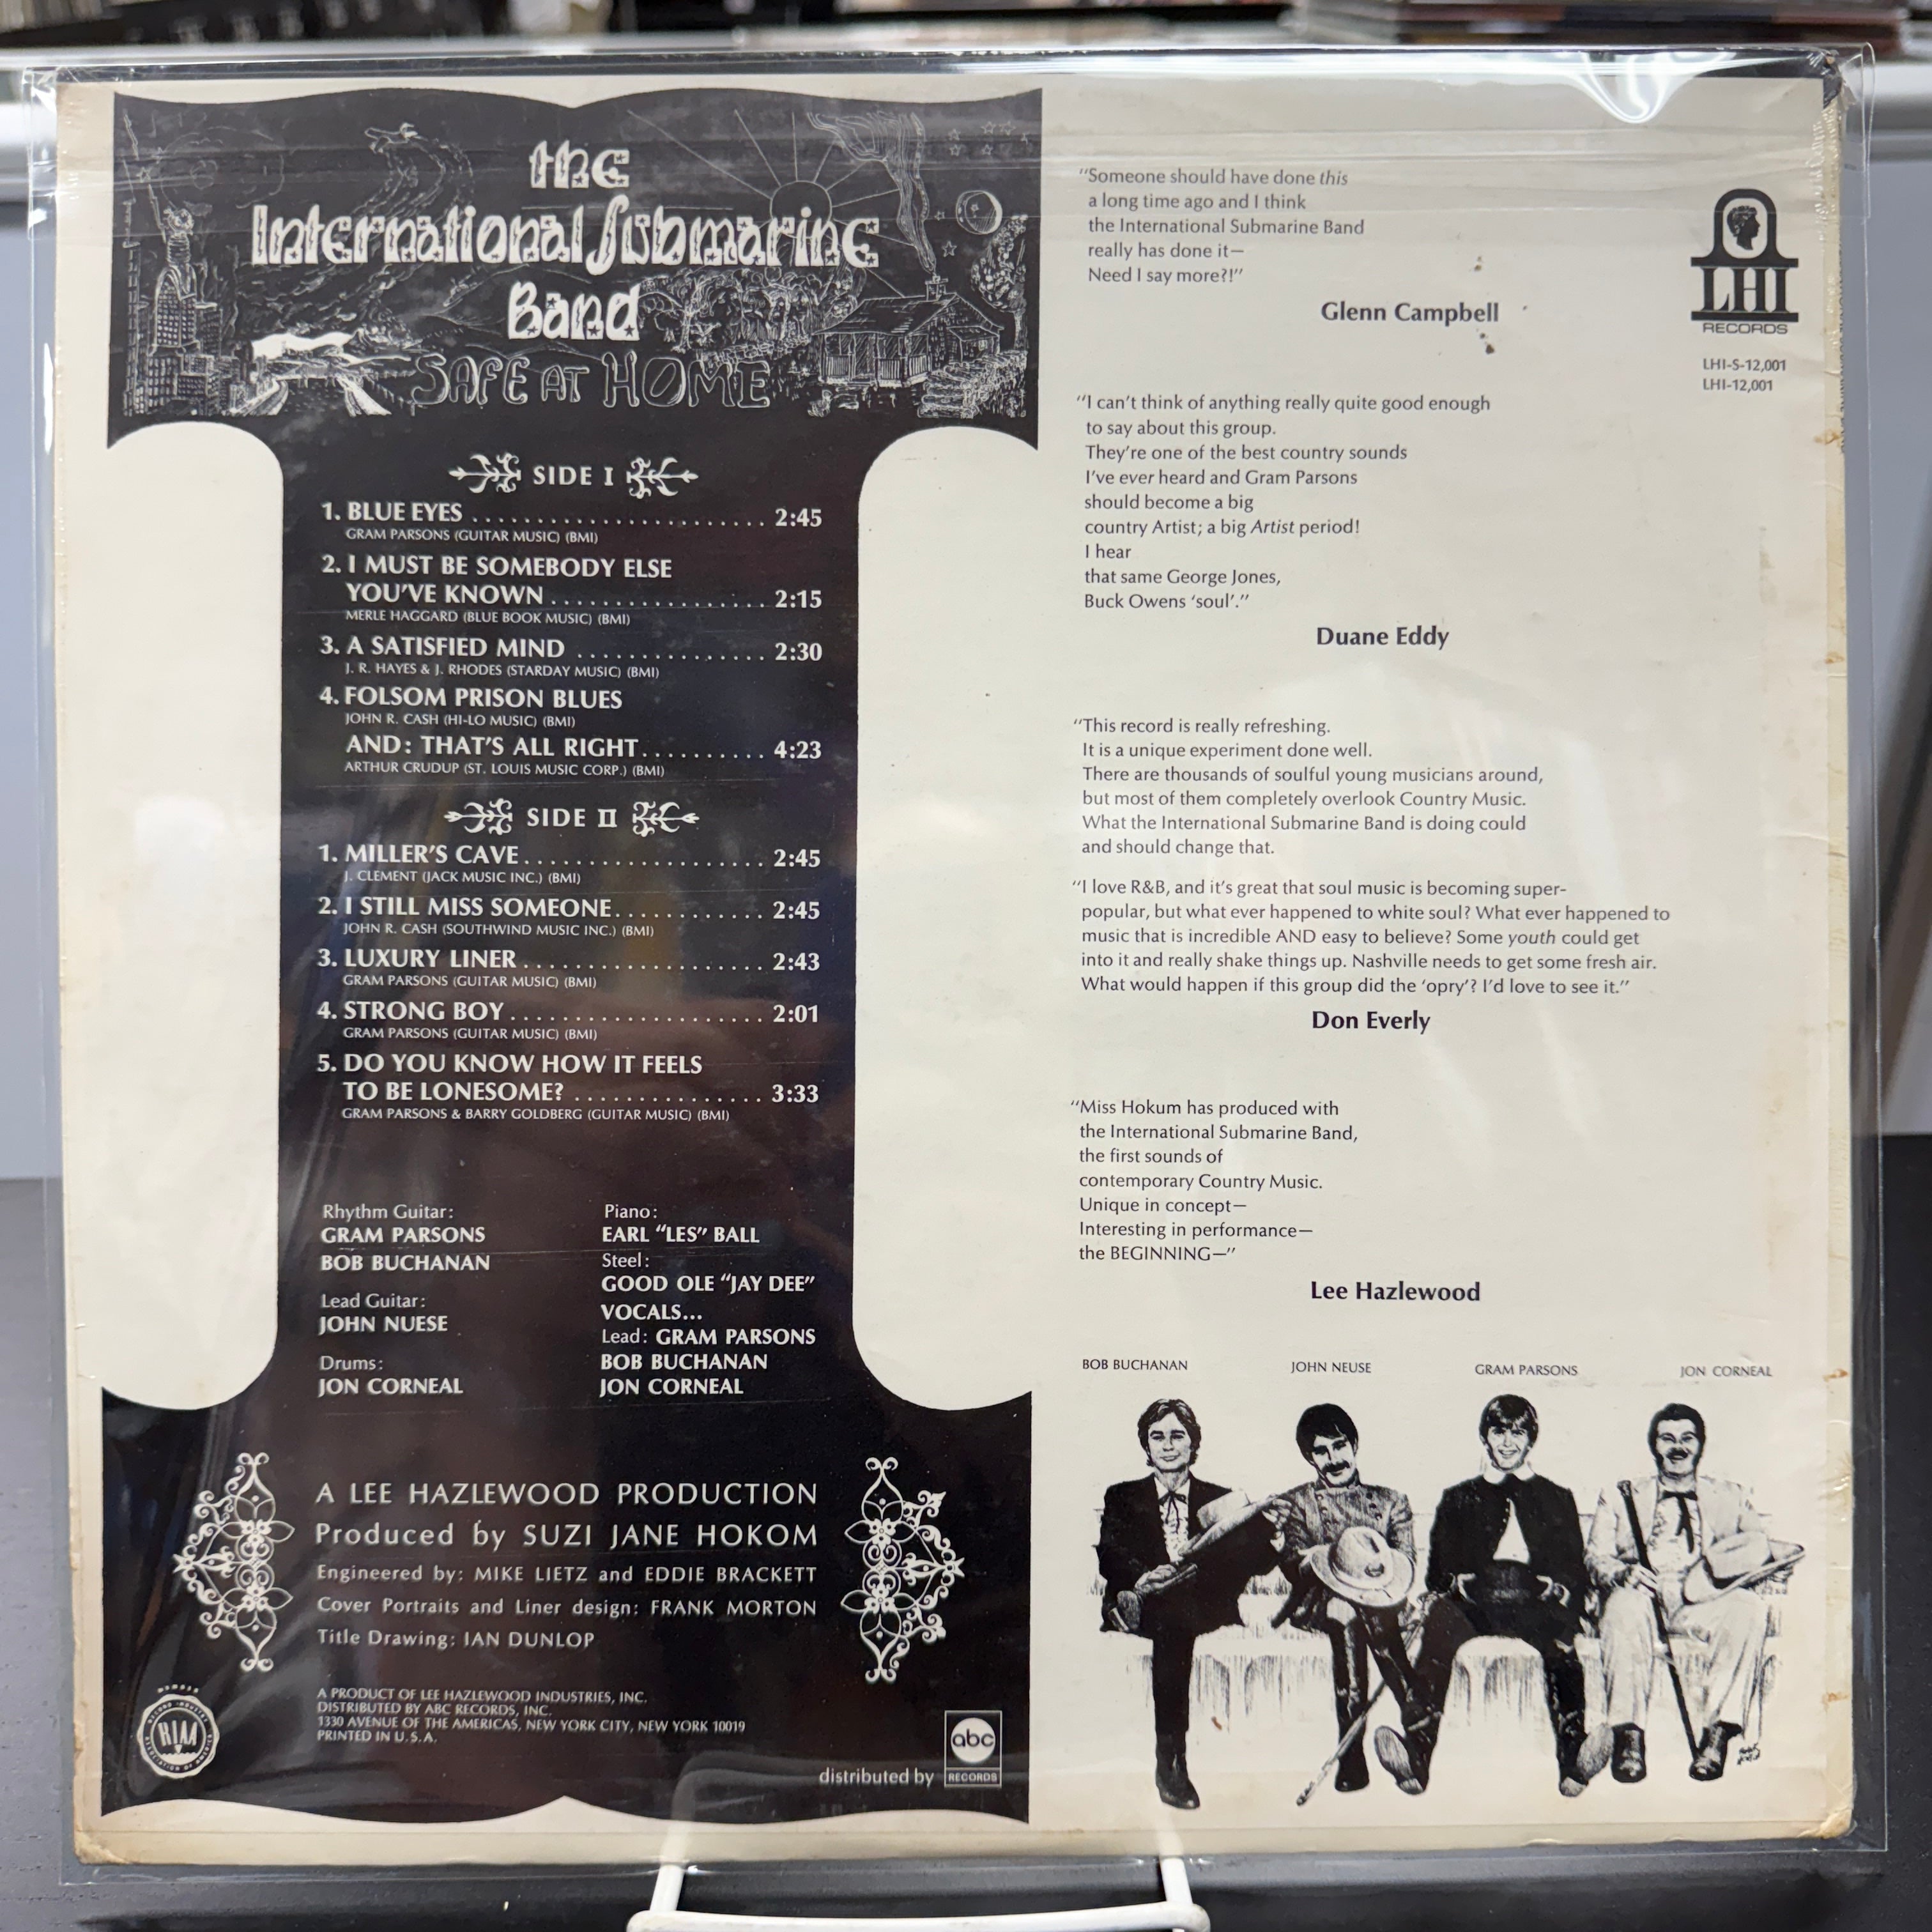 the
International Submarine
Band
SAFE AT HOME
SIDE I
1. BLUE EYES ....................... 2:45
GRAM PARSONS (GUITAR MUSIC) (BMI)
2. I MUST BE SOMEBODY ELSE
YOU'VE KNOWN ................. 2:15
MERLE HAGGARD (BLUE BOOK MUSIC) (BMI)
3. A SATISFIED MIND .............. 2:30
J. R. HAYES & J. RHODES (STARDAY MUSIC) (BMI)
4. FOLSOM PRISON BLUES
JOHN R. CASH (HI-LO MUSIC) (BMI)
AND: THAT'S ALL RIGHT.......... 4:23
ARTHUR CRUDUP (ST. LOUIS MUSIC CORP.) (BMI)
SIDE II
1. MILLER'S CAVE.................... 2:45
J. CLEMENT (JACK MUSIC INC.) (BMI)
2. I STILL MISS SOMEONE............ 2:45
JOHN R. CASH (SOUTHWIND MUSIC INC.) (BMI)
3. LUXURY LINER.................... 2:43
GRAM PARSONS (GUITAR MUSIC) (BMI)
4. STRONG BOY..................... 2:01
GRAM PARSONS (GUITAR MUSIC) (BMI)
5. DO YOU KNOW HOW IT FEELS
TO BE LONESOME? ............... 3:33
GRAM PARSONS & BARRY GOLDBERG (GUITAR MUSIC) (BMI)
Rhythm Guitar:
GRAM PARSONS
BOB BUCHANAN
Lead Guitar:
JOHN NUESE
Drums:
JON CORNEAL
Piano:
EARL "LES" BALL
Steel:
GOOD OLE "JAY DEE"
VOCALS...
Lead: GRAM PARSONS
BOB BUCHANAN
JON CORNEAL
A LEE HAZLEWOOD PRODUCTION
Produced by SUZI JANE HOKOM
Engineered by: MIKE LIETZ and EDDIE BRACKETT
Cover Portraits and Liner design: FRANK MORTON
Title Drawing: IAN DUNLOP
A PRODUCT OF LEE HAZLEWOOD INDUSTRIES, INC.
DISTRIBUTED BY ABC RECORDS, INC.
1330 AVENUE OF THE AMERICAS, NEW YORK CITY, NEW YORK 10019
PRINTED IN U.S.A.
MEMBER
RIAA
distributed by
abc
RECORDS
"Someone should have done this
a long time ago and I think
the International Submarine Band
really has done it—
Need I say more?!"
Glenn Campbell
LHI
RECORDS
LHI-S-12,001
LHI-12,001
"I can't think of anything really quite good enough
to say about this group.
They're one of the best country sounds
I've ever heard and Gram Parsons
should become a big
country Artist; a big Artist period!
I hear
that same George Jones,
Buck Owens 'soul'."
Duane Eddy
"This record is really refreshing.
It is a unique experiment done well.
There are thousands of soulful young musicians around,
but most of them completely overlook Country Music.
What the International Submarine Band is doing could
and should change that.
"I love R&B, and it's great that soul music is becoming super-
popular, but what ever happened to white soul? What ever happened to
music that is incredible AND easy to believe? Some youth could get
into it and really shake things up. Nashville needs to get some fresh air.
What would happen if this group did the 'opry'? I'd love to see it."
Don Everly
"Miss Hokum has produced with
the International Submarine Band,
the first sounds of
contemporary Country Music.
Unique in concept—
Interesting in performance—
the BEGINNING—"
Lee Hazlewood
BOB BUCHANAN
JOHN NEUSE
GRAM PARSONS
JON CORNEAL